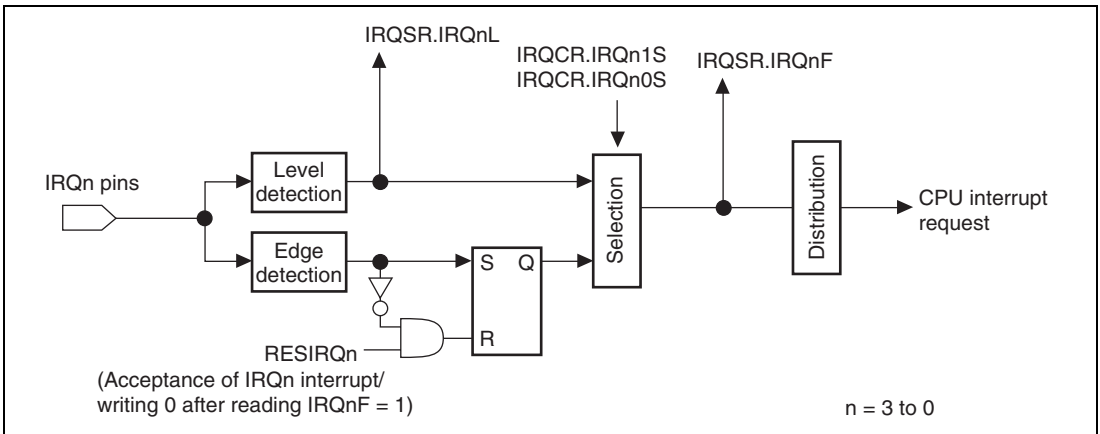 IRQSR.IRQnL
IRQCR.IRQn1S
IRQCR.IRQn0S
IRQSR.IRQnF
IRQn pins
Level
detection
Edge
detection
S Q
R
Selection
Distribution
CPU interrupt
request
RESIRQn
(Acceptance of IRQn interrupt/
writing 0 after reading IRQnF = 1)
n = 3 to 0